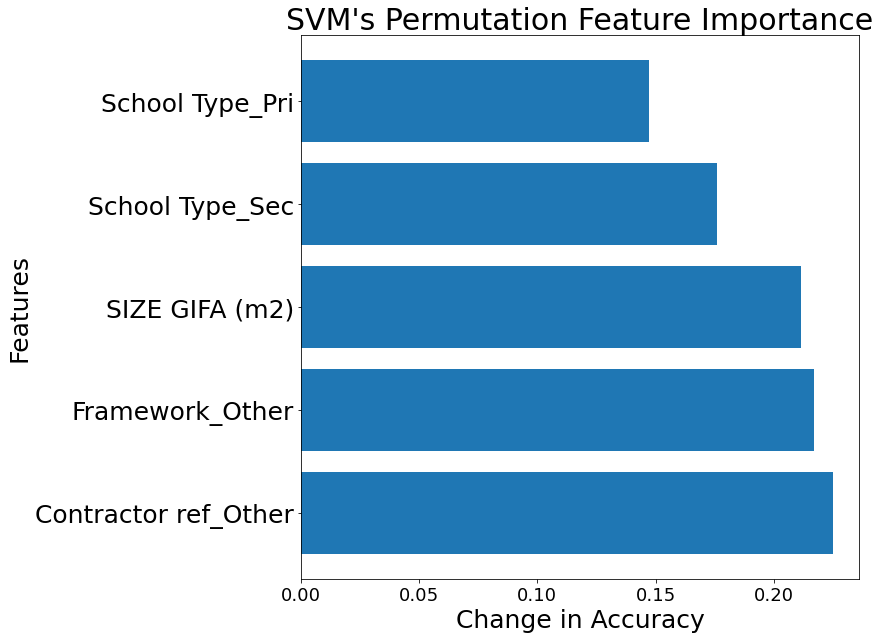 SVM's Permutation Feature Importance
School Type_Pri
School Type_Sec
SIZE GIFA (m2)
Framework_Other
Contractor ref_Other
Features
0.00 0.05 0.10 0.15 0.20
Change in Accuracy